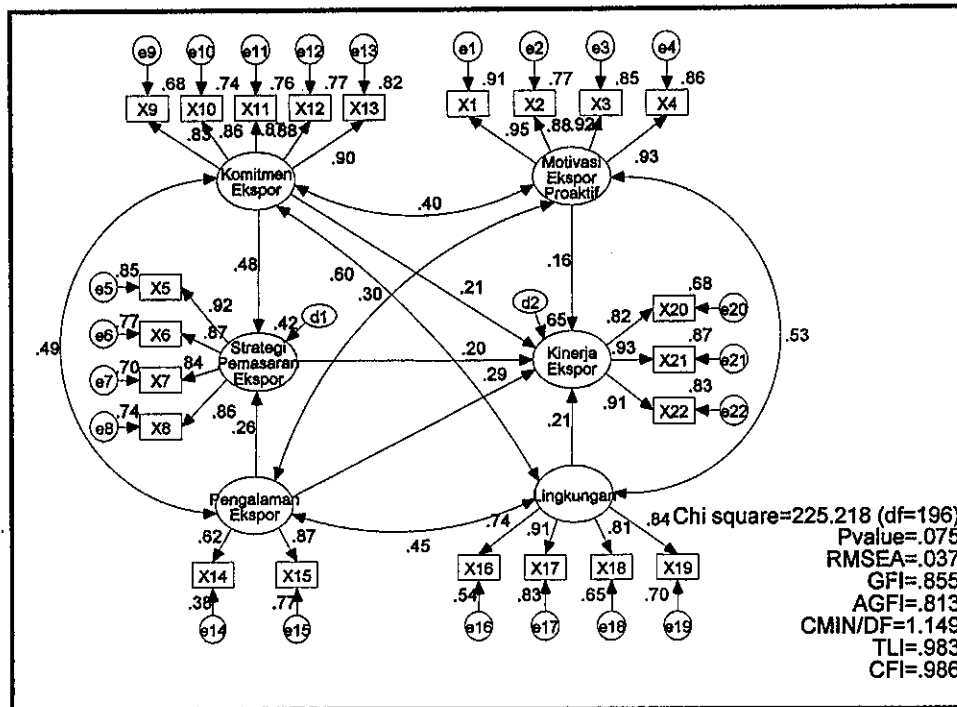 e9 e10 e11 e12 e13 e1 e2 e3 e4
.68 .74 .76 .77 .82 .91 .77 .85 .86
X9 X10 X11 X12 X13 X1 X2 X3 X4
.83 .86 .88 .90 .95 .88 .93
Komitmen
Ekspor
Motivasi
Ekspor
Proaktif
.40
.48 .60 .30 .21 .16
.49 .53
.85 e5 X5 .92
.77 e6 X6 .87
.70 e7 X7 .84
.74 e8 X8 .86
.42 d1
Strategi
Pemasaran
Ekspor
.20 .29
d2 .65
Kinerja
Ekspor
.82 X20 .68 e20
.93 X21 .87 e21
.91 X22 .83 e22
.26 .21
Pengalaman
Ekspor
Lingkungan
.45
.62 .87 .74 .91 .81 .84
X14 X15 X16 X17 X18 X19
.38 .77 .54 .83 .65 .70
e14 e15 e16 e17 e18 e19
Chi square=225.218 (df=196)
Pvalue=.075
RMSEA=.037
GFI=.855
AGFI=.813
CMIN/DF=1.149
TLI=.983
CFI=.986